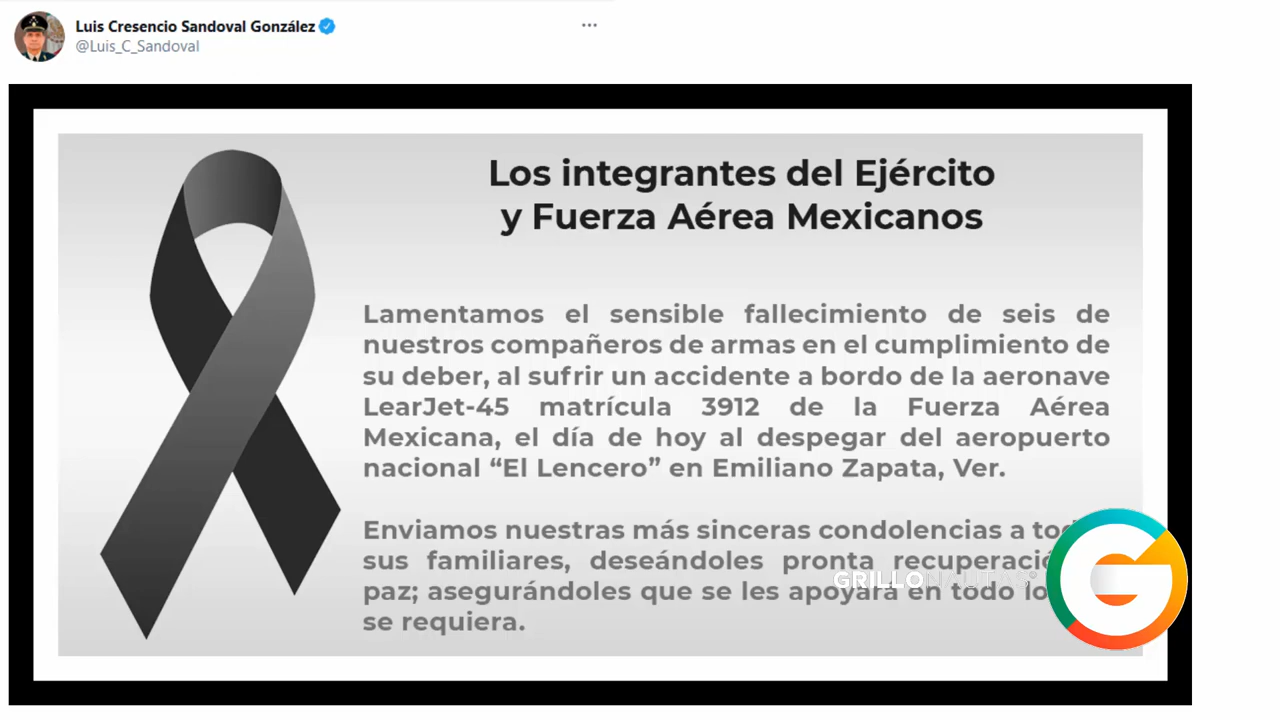 Luis Cresencio Sandoval González
@Luis_C_Sandoval
Los integrantes del Ejército
y Fuerza Aérea Mexicanos
Lamentamos el sensible fallecimiento de seis de
nuestros compañeros de armas en el cumplimiento de
su deber, al sufrir un accidente a bordo de la aeronave
LearJet-45 matrícula 3912 de la Fuerza Aérea
Mexicana, el día de hoy al despegar del aeropuerto
nacional “El Lencero” en Emiliano Zapata, Ver.
Enviamos nuestras más sinceras condolencias a
sus familiares, deseándoles pronta
paz; asegurándoles que se les apoyará en todo
se requiera.
GRILLONAUTAS
G